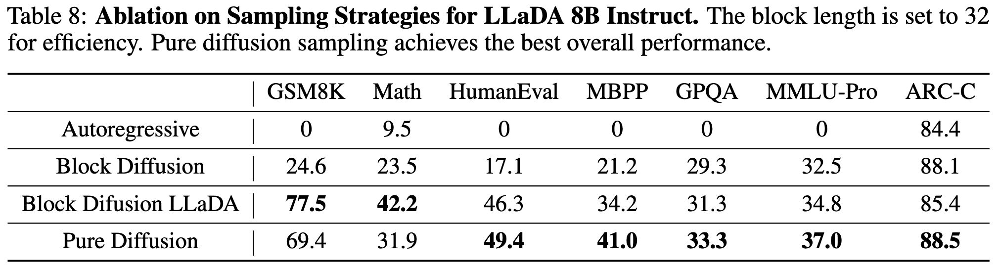 Table 8: Ablation on Sampling Strategies for LLaDA 8B Instruct. The block length is set to 32
for efficiency. Pure diffusion sampling achieves the best overall performance.
GSM8K Math HumanEval MBPP GPQA MMLU-Pro ARC-C
Autoregressive 0 9.5 0 0 0 0 84.4
Block Diffusion 24.6 23.5 17.1 21.2 29.3 32.5 88.1
Block Difusion LLaDA 77.5 42.2 46.3 34.2 31.3 34.8 85.4
Pure Diffusion 69.4 31.9 49.4 41.0 33.3 37.0 88.5